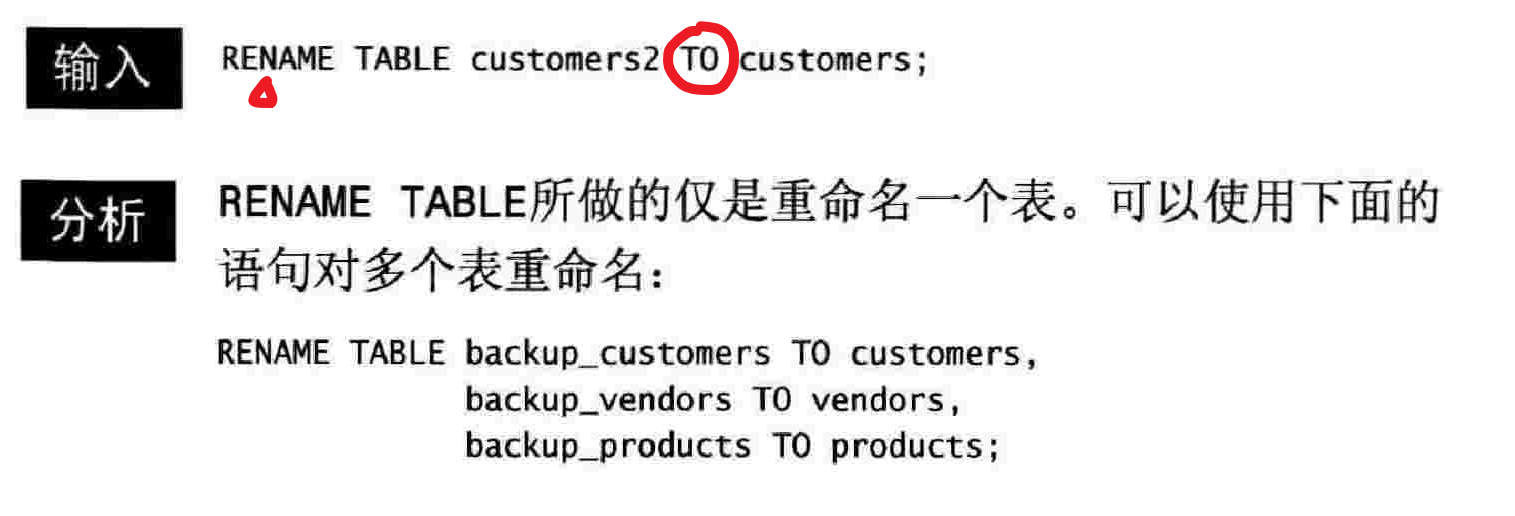 输入 RENAME TABLE customers2 TO customers;
分析 RENAME TABLE所做的仅是重命名一个表。可以使用下面的
语句对多个表重命名：
RENAME TABLE backup_customers TO customers,
backup_vendors TO vendors,
backup_products TO products;